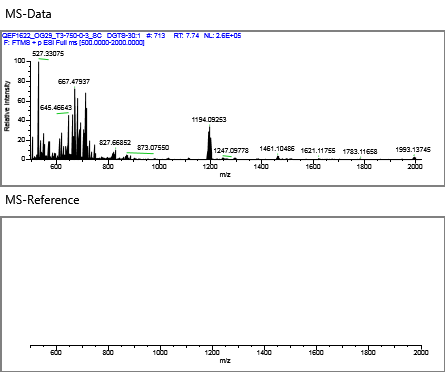 MS-Data
QEF1622_OG29_T3-750-0-3_BC DGTS-30:1 #: 713 RT: 7.74 NL: 2.6E+05
F: FTMS + p ESI Full ms [500.0000-2000.0000]
527.33075
667.47937
645.46643
1194.09253
827.66852
873.07550
1247.09778
1461.10486
1621.11755
1783.11658
1993.13745
100
80
60
40
20
0
Relative Intensity
600 800 1000 1200 1400 1600 1800 2000
m/z
MS-Reference
600 800 1000 1200 1400 1600 1800 2000
m/z